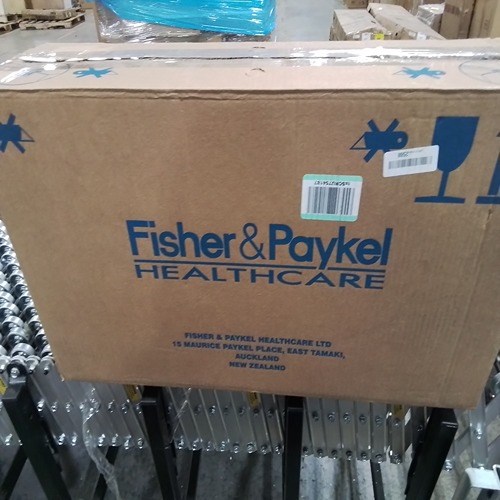 Fisher & Paykel
HEALTHCARE
FISHER & PAYKEL HEALTHCARE LTD
15 MAURICE PAYKEL PLACE, EAST TAMAKI,
AUCKLAND
NEW ZEALAND